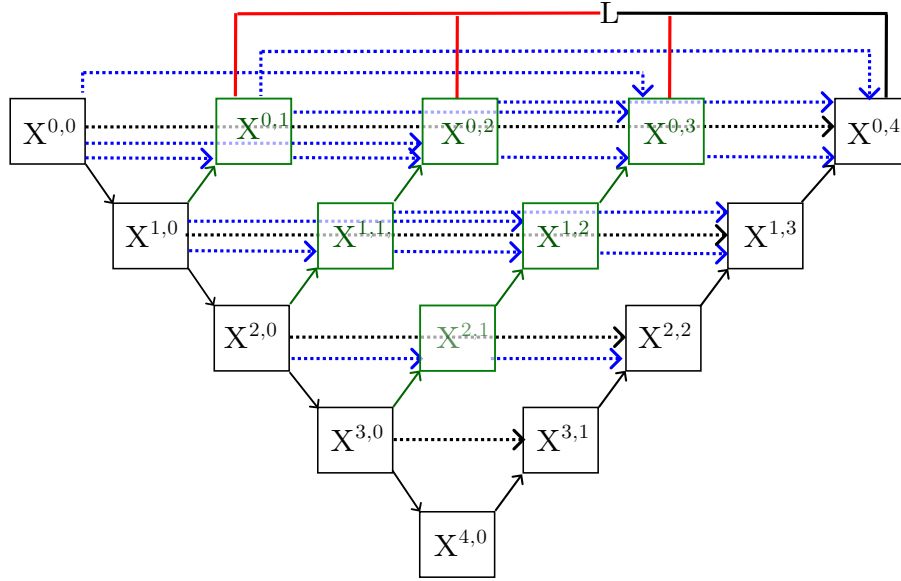 L
X^{0,0} X^{0,1} X^{0,2} X^{0,3} X^{0,4}
X^{1,0} X^{1,1} X^{1,2} X^{1,3}
X^{2,0} X^{2,1} X^{2,2}
X^{3,0} X^{3,1}
X^{4,0}